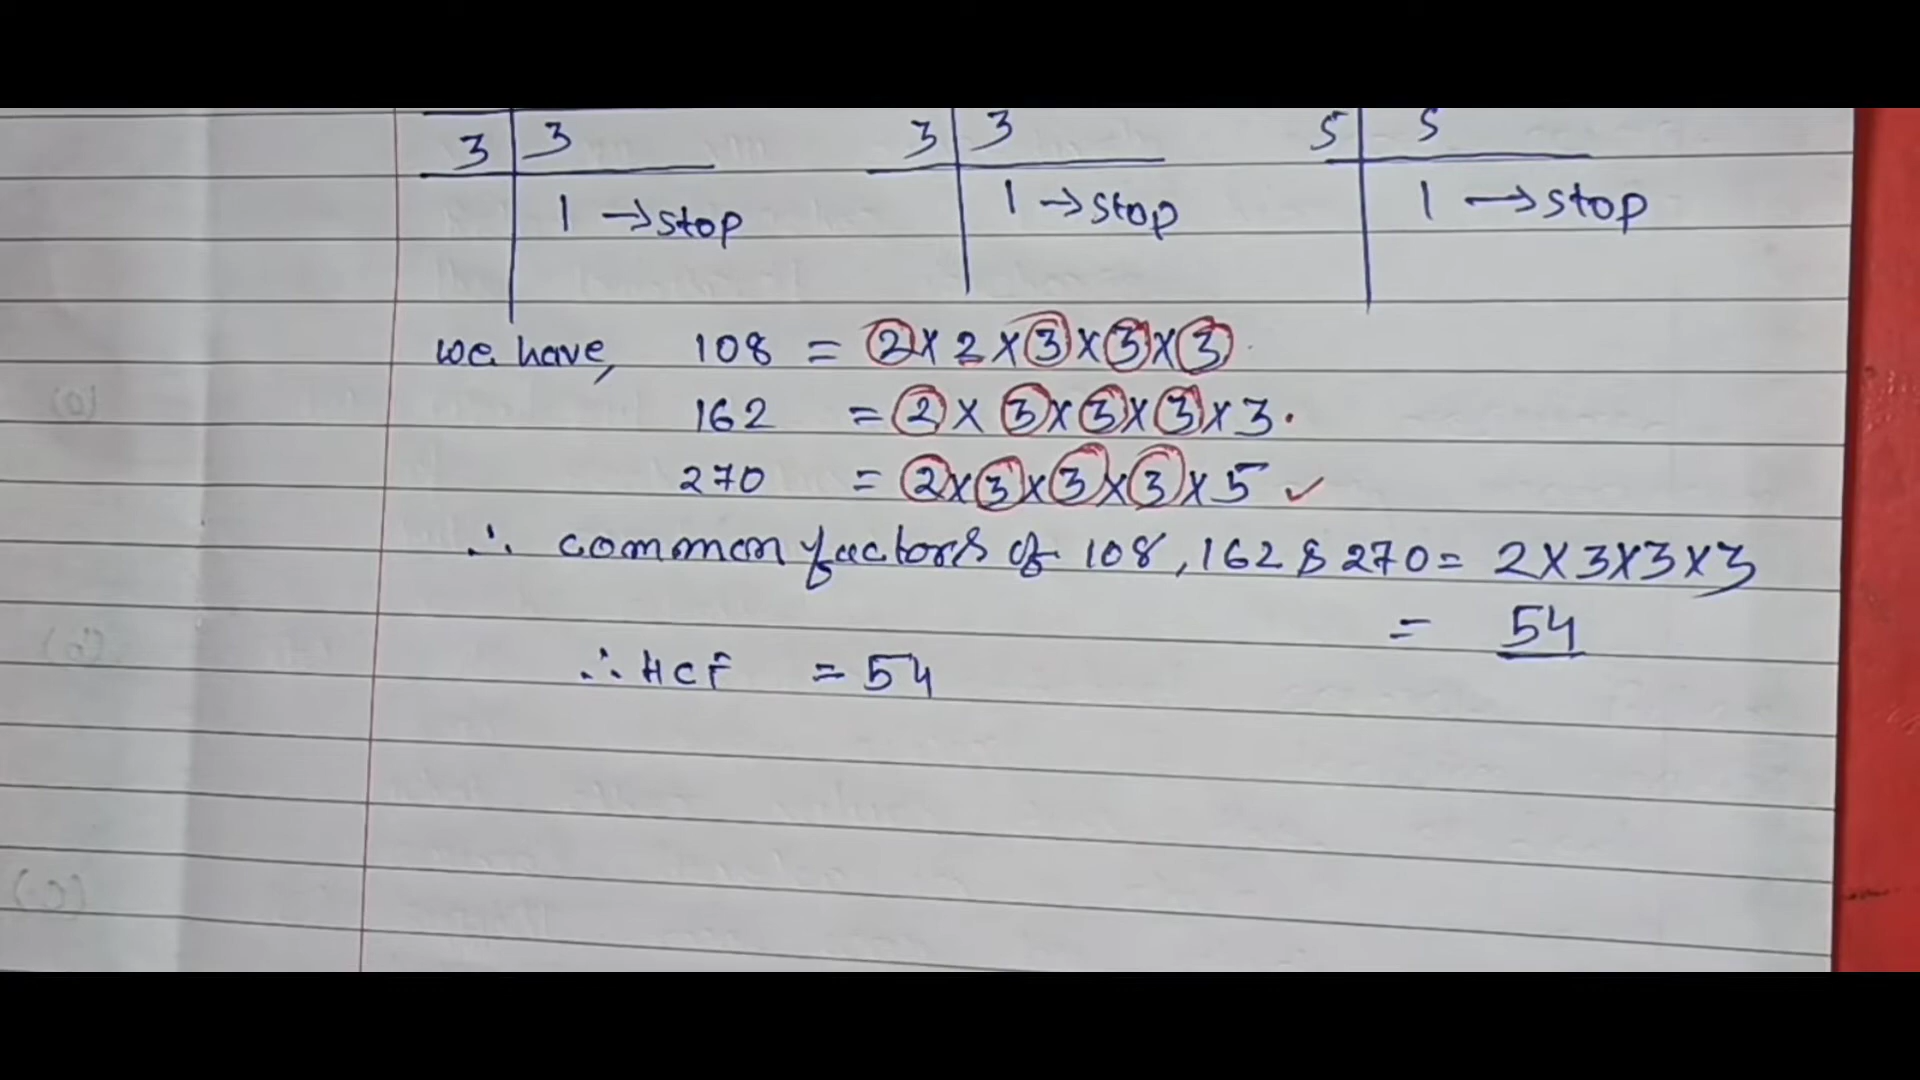 3 3 3 3 5 5
1 →stop 1 →stop 1 →stop
we have, 108 = 2×2×3×3×3
162 = 2×3×3×3×3.
270 = 2×3×3×3×5 ✓
∴ common factors of 108, 162 & 270 = 2×3×3×3
= 54
∴ HCF = 54